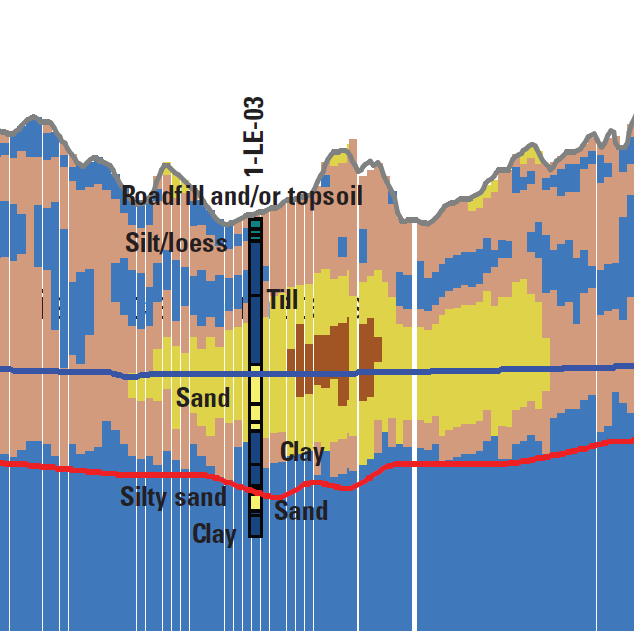 1-LE-03
Roadfill and/or topsoil
Silt/loess
Till
Sand
Clay
Silty sand
Sand
Clay